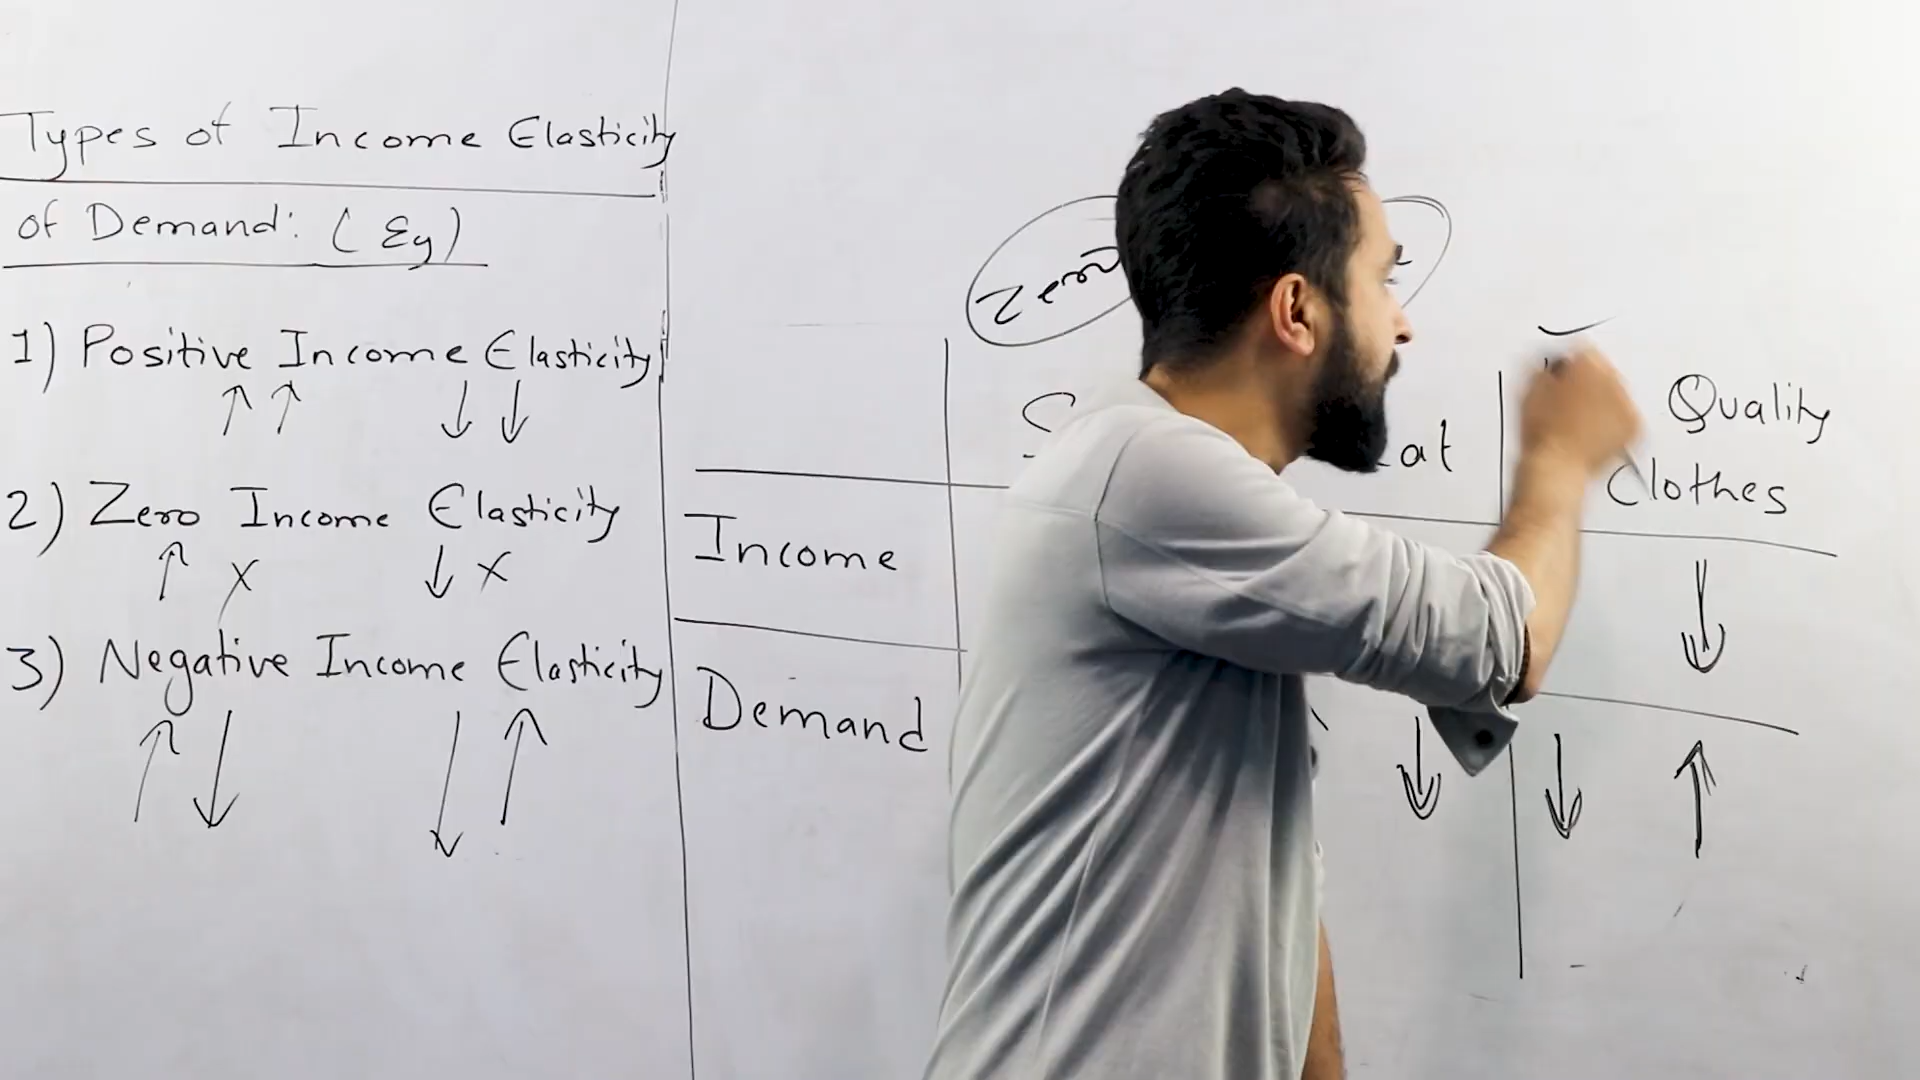 Types of Income Elasticity
of Demand: (Ey)
1) Positive Income Elasticity
↑ ↑ ↓ ↓
2) Zero Income Elasticity
↑ X ↓ X
3) Negative Income Elasticity
↑ ↓ ↓ ↑
Zero
Quality
Clothes
Income
↓
Demand
↓ ↓ ↑